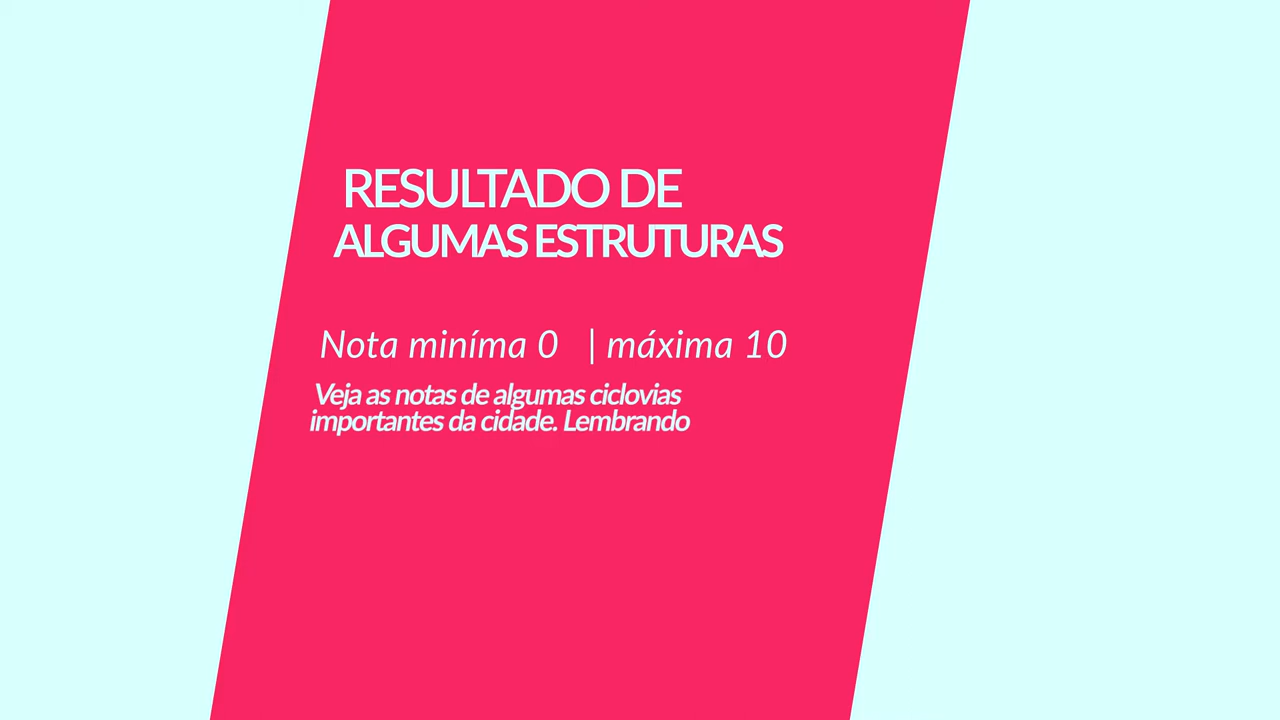 RESULTADO DE
ALGUMAS ESTRUTURAS
Nota miníma 0 | máxima 10
Veja as notas de algumas ciclovias
importantes da cidade. Lembrando